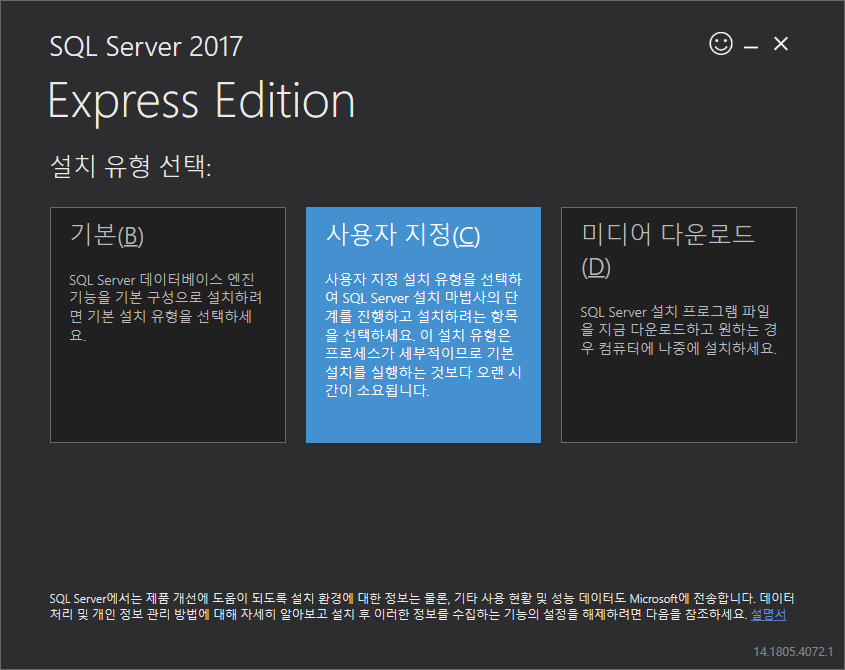 SQL Server 2017
Express Edition
설치 유형 선택:
기본(B)
SQL Server 데이터베이스 엔진
기능을 기본 구성으로 설치하려
면 기본 설치 유형을 선택하세
요.
사용자 지정(C)
사용자 지정 설치 유형을 선택하
여 SQL Server 설치 마법사의 단
계를 진행하고 설치하려는 항목
을 선택하세요. 이 설치 유형은
프로세스가 세부적이므로 기본
설치를 실행하는 것보다 오랜 시
간이 소요됩니다.
미디어 다운로드
(D)
SQL Server 설치 프로그램 파일
을 지금 다운로드하고 원하는 경
우 컴퓨터에 나중에 설치하세요.
SQL Server에서는 제품 개선에 도움이 되도록 설치 환경에 대한 정보는 물론, 기타 사용 현황 및 성능 데이터도 Microsoft에 전송합니다. 데이터
처리 및 개인 정보 관리 방법에 대해 자세히 알아보고 설치 후 이러한 정보를 수집하는 기능의 설정을 해제하려면 다음을 참조하세요. 설명서
14.1805.4072.1